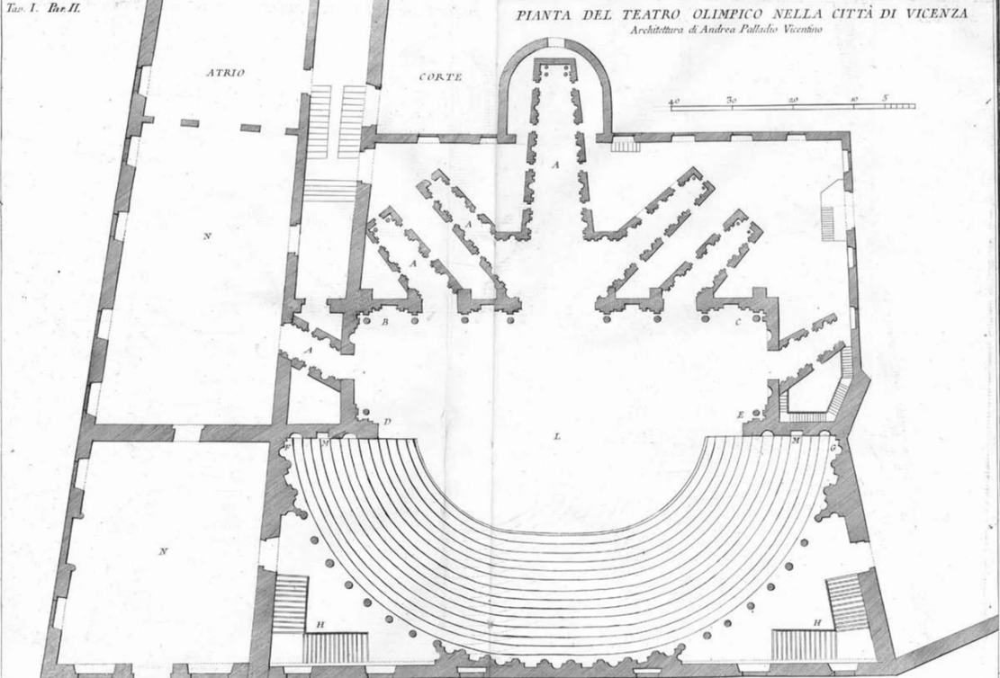 Tav. I. Par. II.
PIANTA DEL TEATRO OLIMPICO NELLA CITTÀ DI VICENZA
Architettura di Andrea Palladio Vicentino
ATRIO
CORTE
40 30 20 10 5
A
N
A
A
B
C
A
D
E
L
F
M
M
G
N
H
H